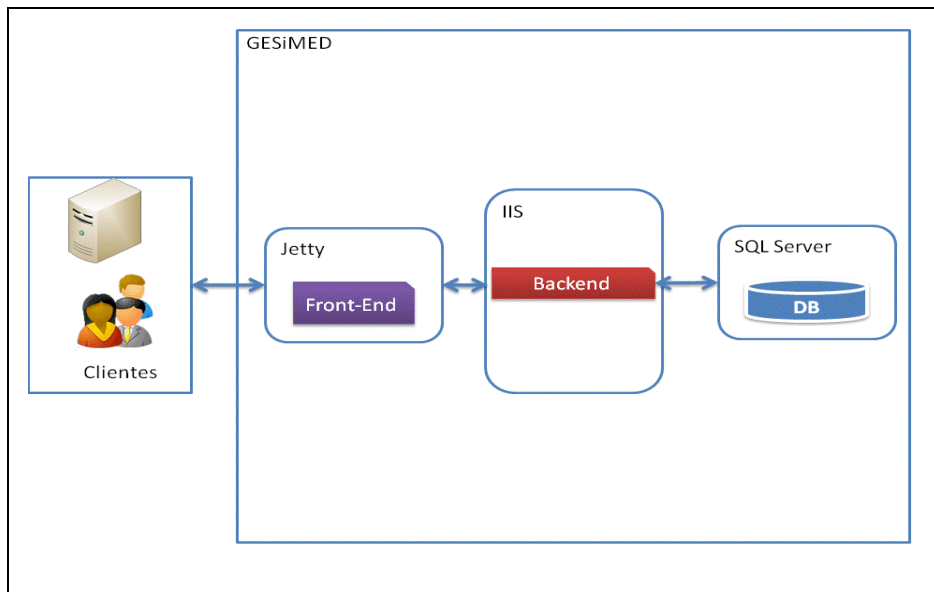 GESiMED
Clientes
Jetty
Front-End
IIS
Backend
SQL Server
DB